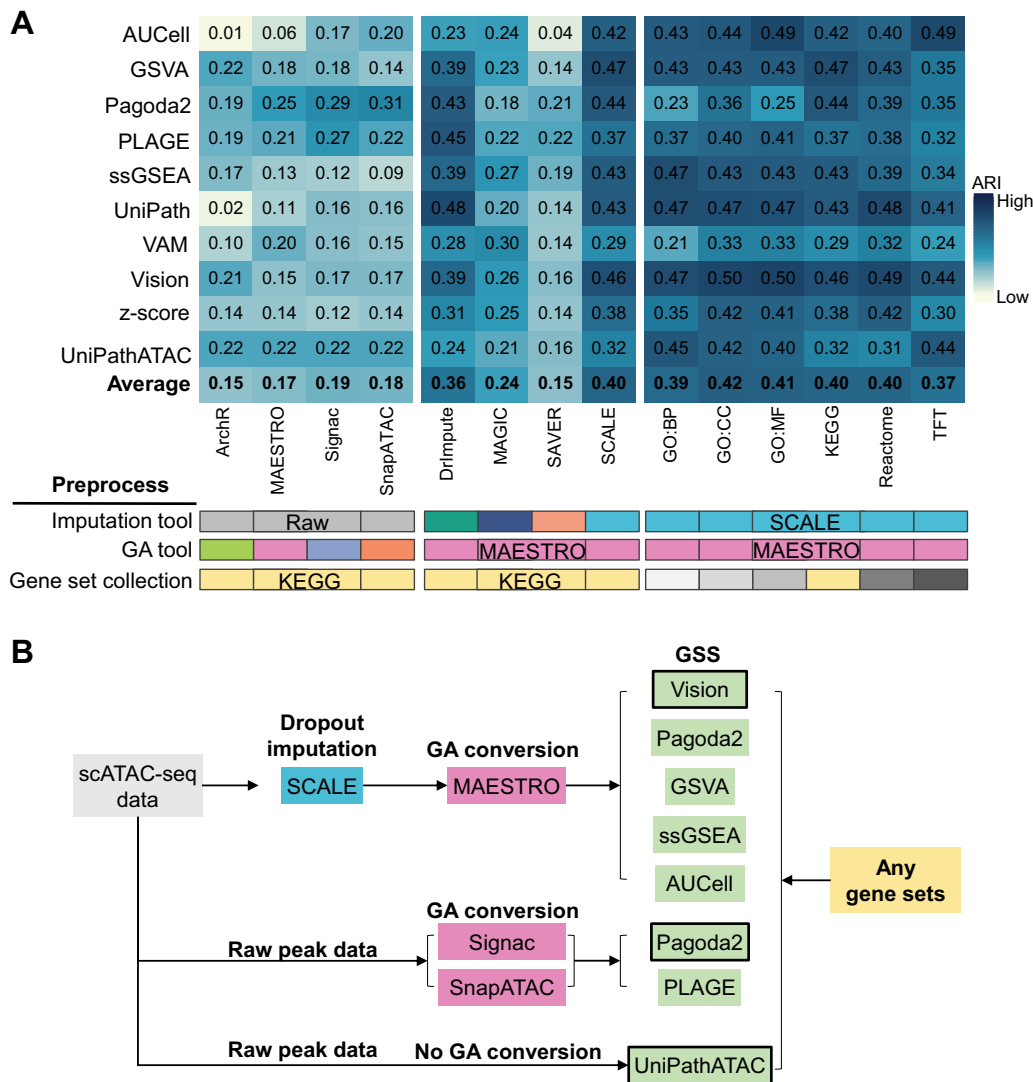 A
AUCell 0.01 0.06 0.17 0.20 0.23 0.24 0.04 0.42 0.43 0.44 0.49 0.42 0.40 0.49
GSVA 0.22 0.18 0.18 0.14 0.39 0.23 0.14 0.47 0.43 0.43 0.43 0.47 0.43 0.35
Pagoda2 0.19 0.25 0.29 0.31 0.43 0.18 0.21 0.44 0.23 0.36 0.25 0.44 0.39 0.35
PLAGE 0.19 0.21 0.27 0.22 0.45 0.22 0.22 0.37 0.37 0.40 0.41 0.37 0.38 0.32
ssGSEA 0.17 0.13 0.12 0.09 0.39 0.27 0.19 0.43 0.47 0.43 0.43 0.43 0.39 0.34
UniPath 0.02 0.11 0.16 0.16 0.48 0.20 0.14 0.43 0.47 0.47 0.47 0.43 0.48 0.41
VAM 0.10 0.20 0.16 0.15 0.28 0.30 0.14 0.29 0.21 0.33 0.33 0.29 0.32 0.24
Vision 0.21 0.15 0.17 0.17 0.39 0.26 0.16 0.46 0.47 0.50 0.50 0.46 0.49 0.44
z-score 0.14 0.14 0.12 0.14 0.31 0.25 0.14 0.38 0.35 0.42 0.41 0.38 0.42 0.30
UniPathATAC 0.22 0.22 0.22 0.22 0.24 0.21 0.16 0.32 0.45 0.42 0.40 0.32 0.31 0.44
Average 0.15 0.17 0.19 0.18 0.36 0.24 0.15 0.40 0.39 0.42 0.41 0.40 0.40 0.37
ARI
High
Low
ArchR MAESTRO Signac SnapATAC DrImpute MAGIC SAVER SCALE GO:BP GO:CC GO:MF KEGG Reactome TFT
Preprocess
Imputation tool Raw SCALE
GA tool MAESTRO MAESTRO
Gene set collection KEGG KEGG
B
GSS
Vision
Dropout
imputation
GA conversion
Pagoda2
scATAC-seq
data
SCALE
MAESTRO
GSVA
ssGSEA
AUCell
Any
gene sets
GA conversion
Raw peak data
Signac
SnapATAC
Pagoda2
PLAGE
Raw peak data
No GA conversion
UniPathATAC